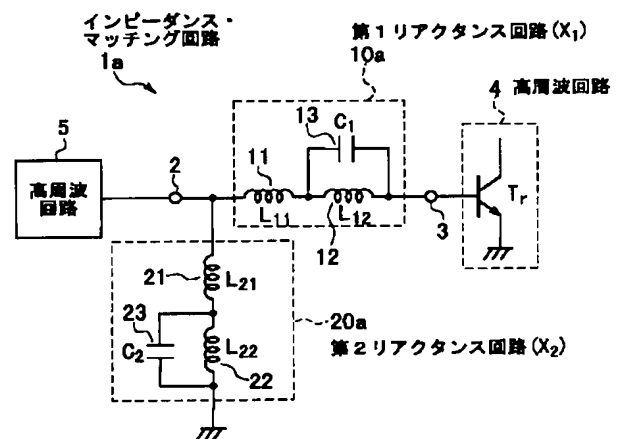 インピーダンス・
マッチング回路
1a
第1リアクタンス回路(X1)
10a
4 高周波回路
5
高周波
回路
2
11
L11
13
C1
L12
12
3
Tr
21
L21
23
C2
L22
22
20a
第2リアクタンス回路(X2)